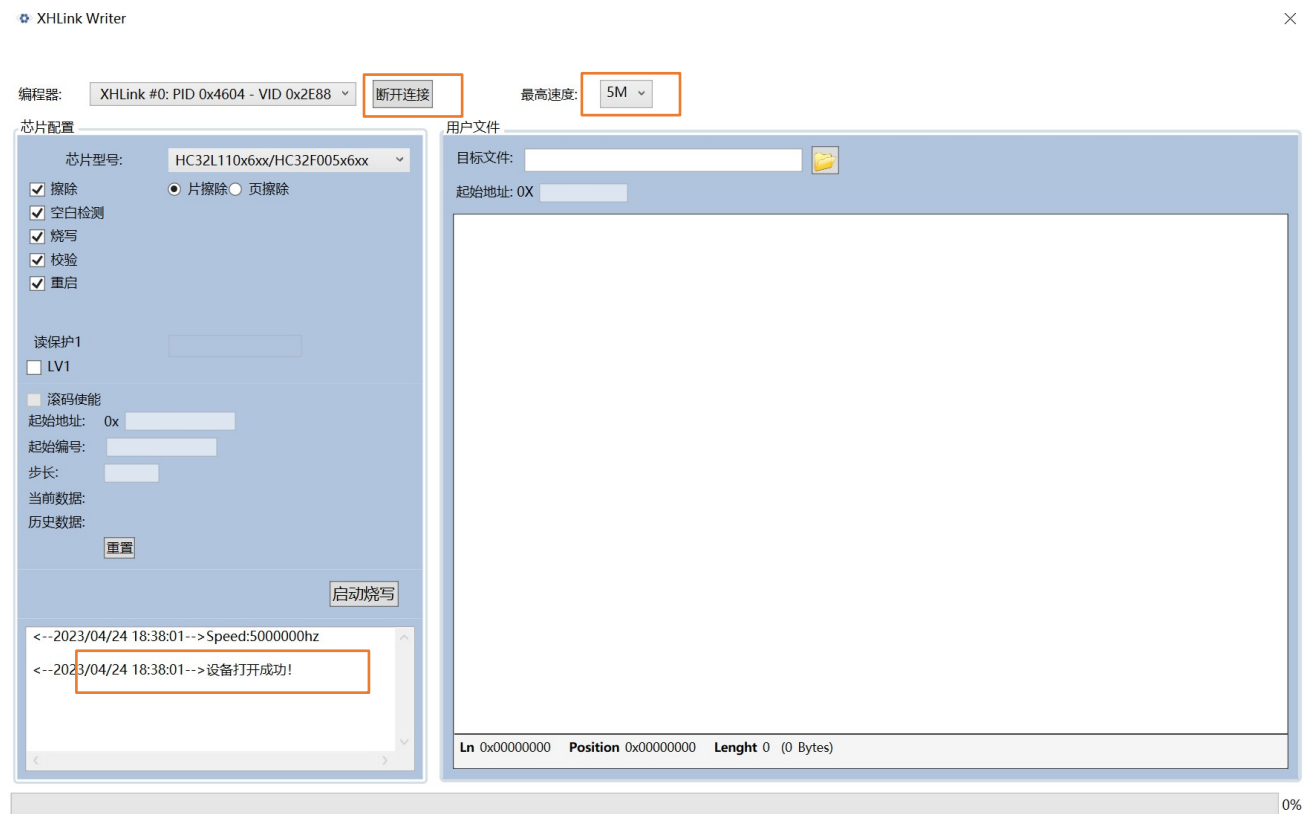 XHLink Writer
编程器: XHLink #0: PID 0x4604 - VID 0x2E88 断开连接 最高速度: 5M
芯片配置
芯片型号: HC32L110x6xx/HC32F005x6xx
擦除 片擦除 页擦除
空白检测
烧写
校验
重启
读保护1
LV1
滚码使能
起始地址: 0x
起始编号:
步长:
当前数据:
历史数据:
重置
启动烧写
<--2023/04/24 18:38:01-->Speed:5000000hz
<--2023/04/24 18:38:01-->设备打开成功!
用户文件
目标文件:
起始地址: 0X
Ln 0x00000000 Position 0x00000000 Lenght 0 (0 Bytes)
0%